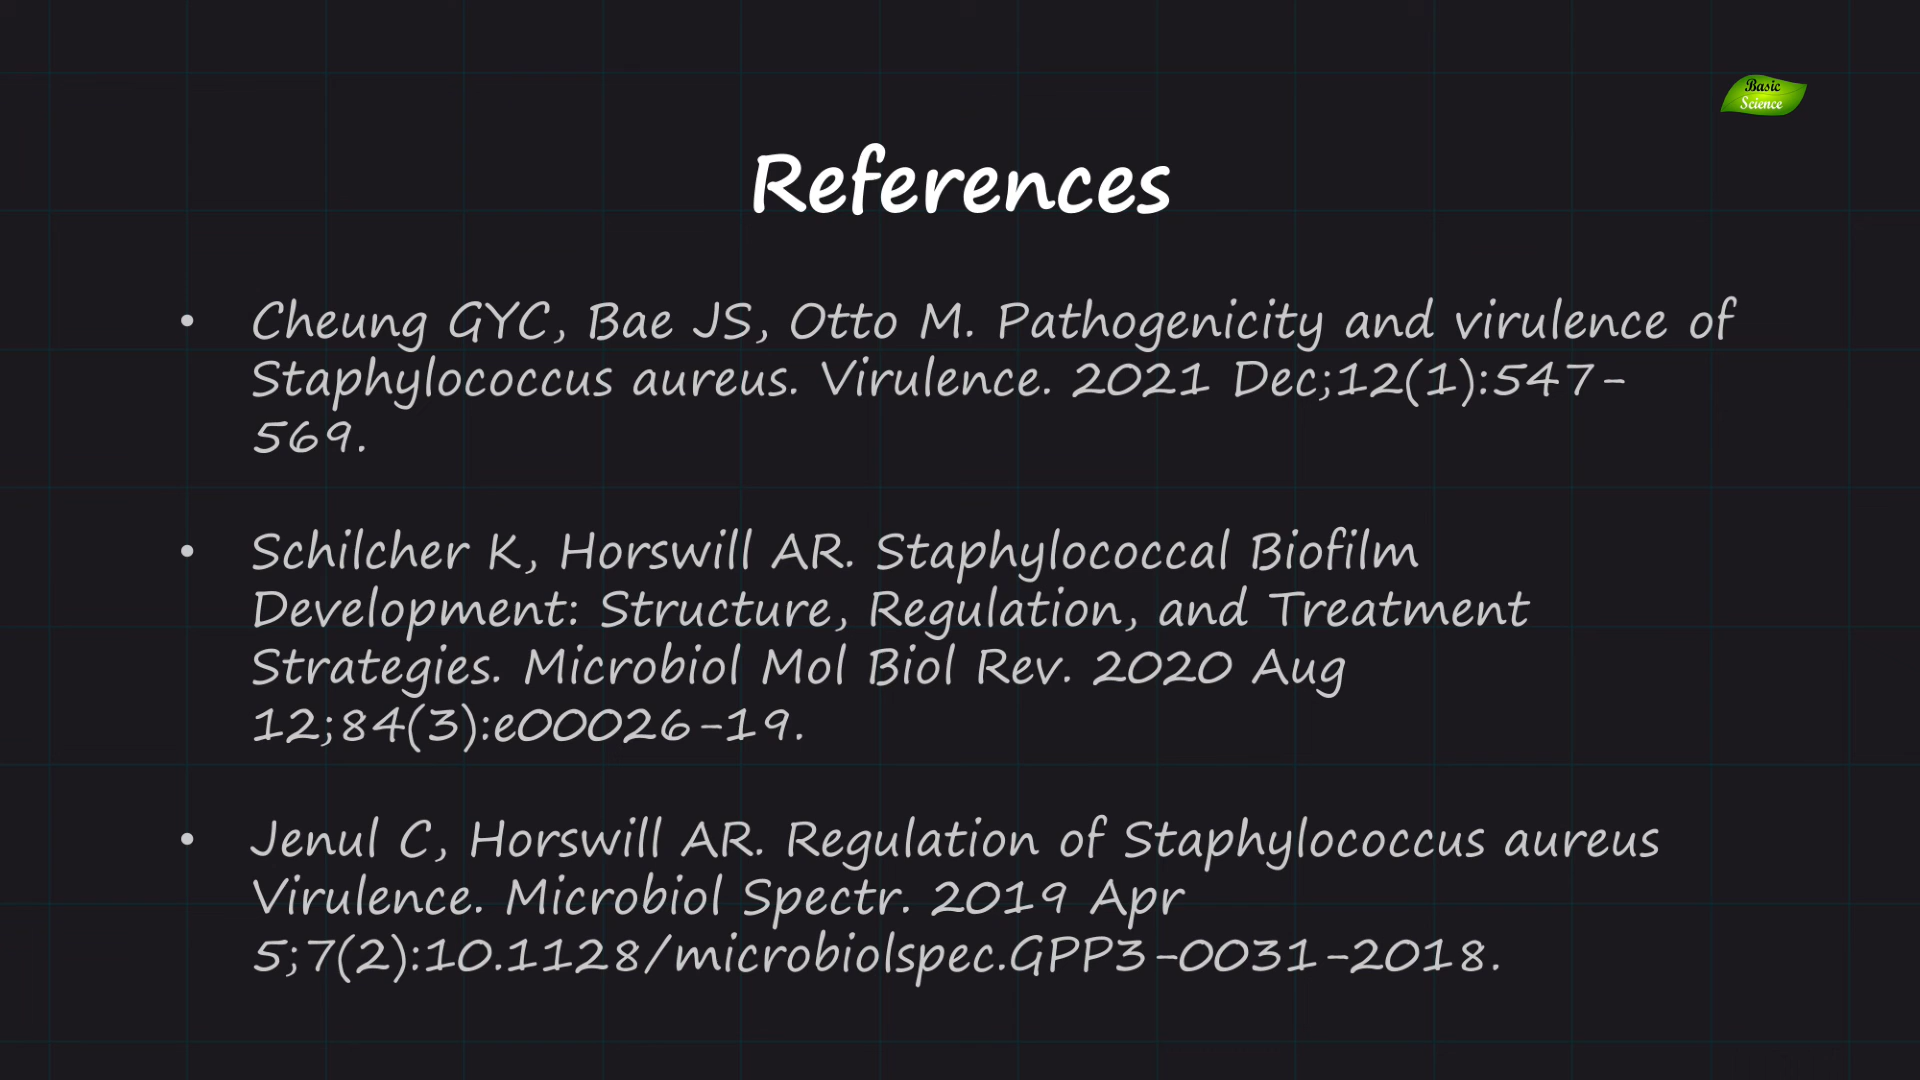 Basic
Science
References
• Cheung GYC, Bae JS, Otto M. Pathogenicity and virulence of
Staphylococcus aureus. Virulence. 2021 Dec;12(1):547-
569.
• Schilcher K, Horswill AR. Staphylococcal Biofilm
Development: Structure, Regulation, and Treatment
Strategies. Microbiol Mol Biol Rev. 2020 Aug
12;84(3):e00026-19.
• Jenul C, Horswill AR. Regulation of Staphylococcus aureus
Virulence. Microbiol Spectr. 2019 Apr
5;7(2):10.1128/microbiolspec.GPP3-0031-2018.